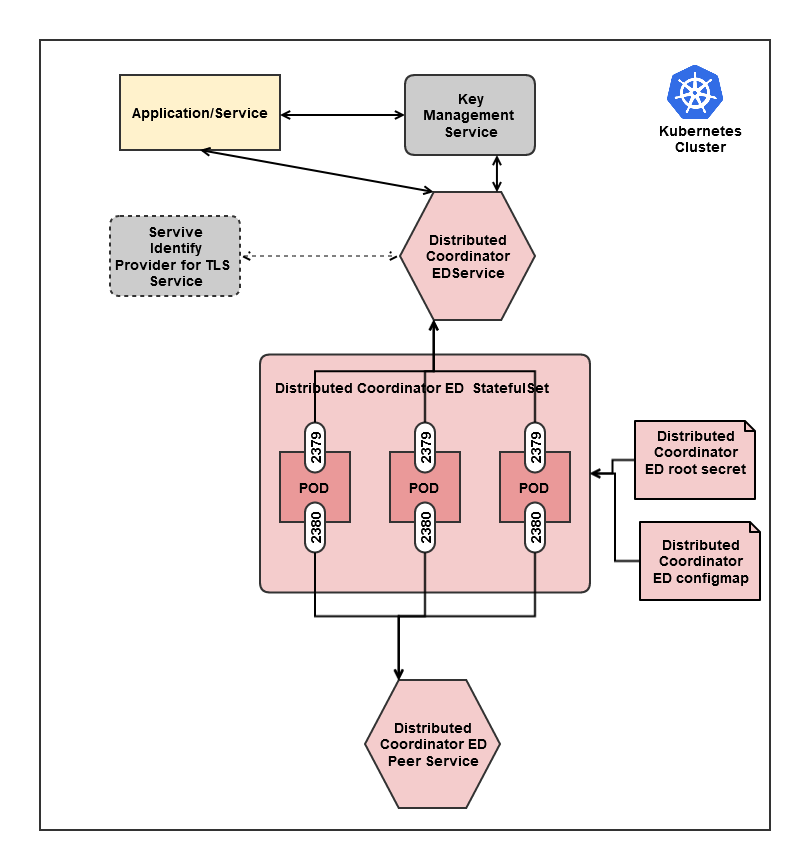 Application/Service
Key
Management
Service
Kubernetes
Cluster
Servive
Identify
Provider for TLS
Service
Distributed
Coordinator
EDService
Distributed Coordinator ED StatefulSet
2379
2379
2379
POD
POD
POD
2380
2380
2380
Distributed
Coordinator
ED root secret
Distributed
Coordinator
ED configmap
Distributed
Coordinator ED
Peer Service